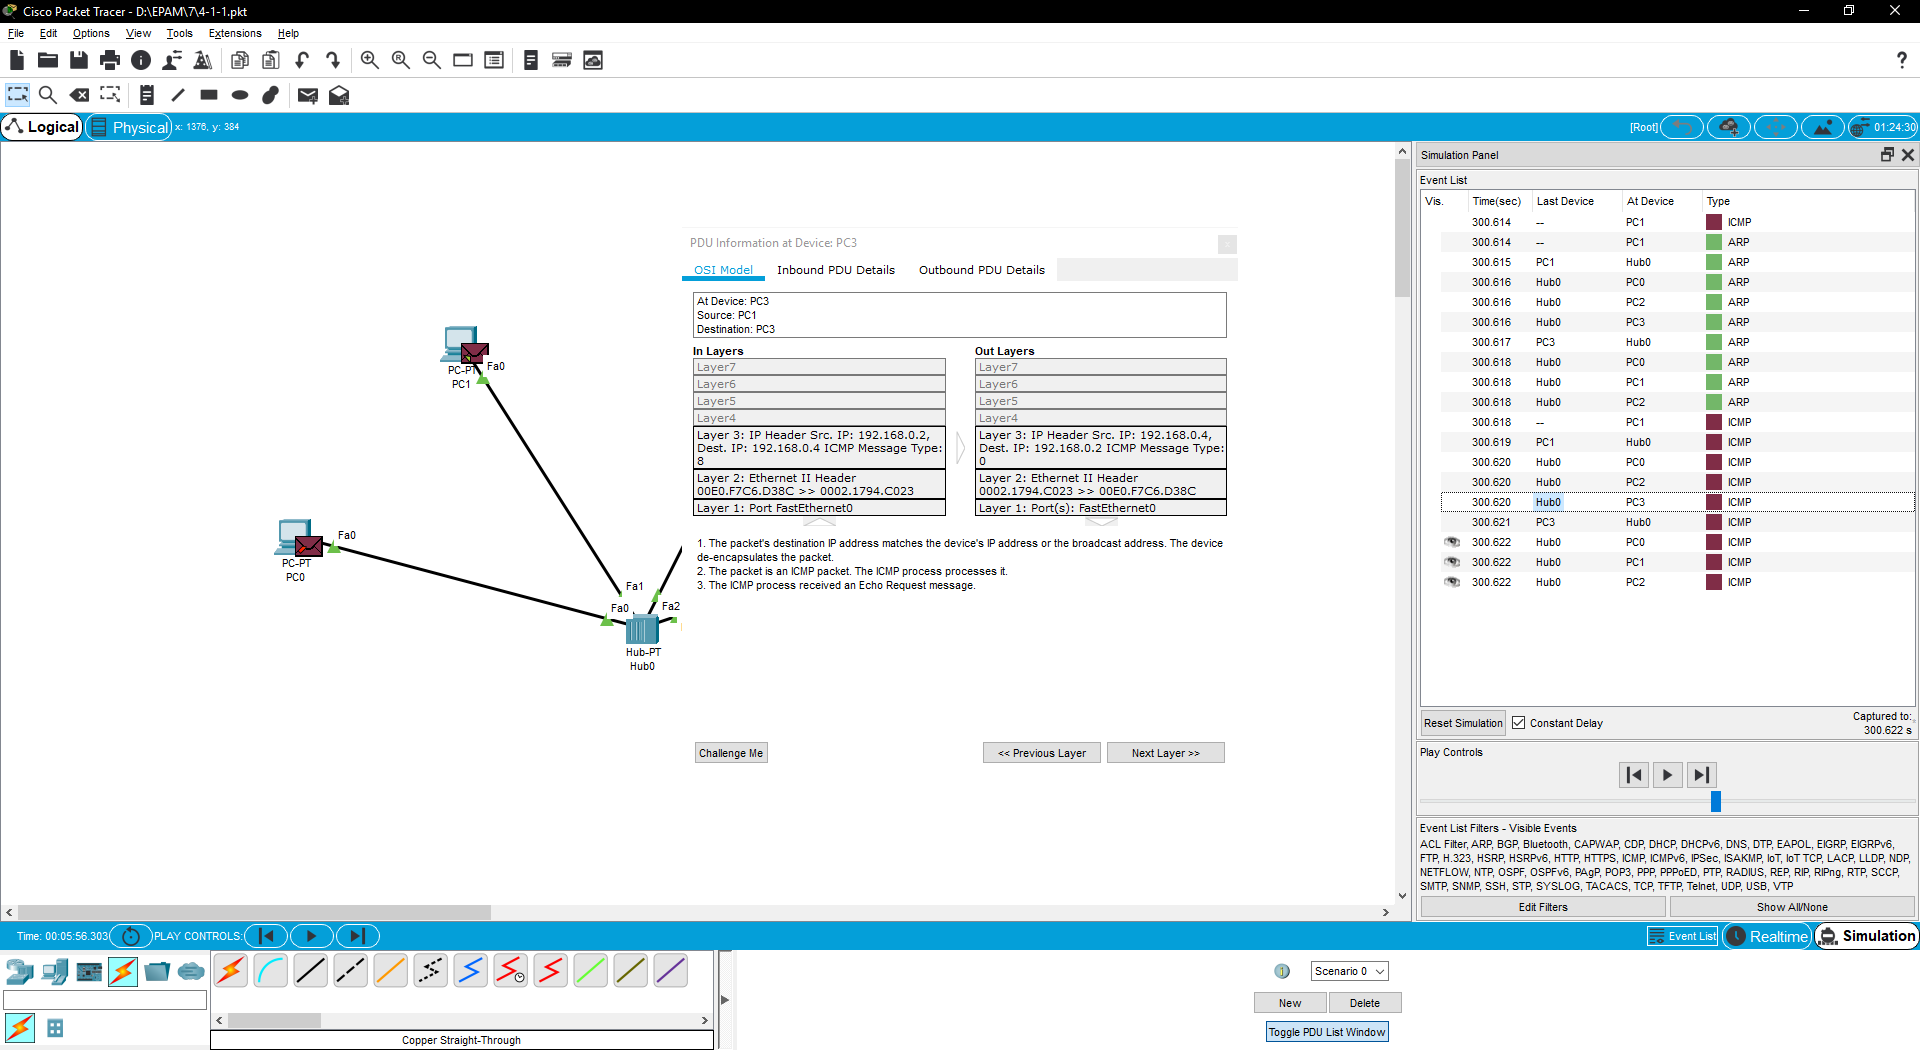 Cisco Packet Tracer - D:\EPAM\7\4-1-1.pkt
File Edit Options View Tools Extensions Help
Logical Physical x: 1376, y: 384 [Root] 01:24:30
Simulation Panel
Event List
Vis. Time(sec) Last Device At Device Type
300.614 -- PC1 ICMP
300.614 -- PC1 ARP
300.615 PC1 Hub0 ARP
300.616 Hub0 PC0 ARP
300.616 Hub0 PC2 ARP
300.616 Hub0 PC3 ARP
300.617 PC3 Hub0 ARP
300.618 Hub0 PC0 ARP
300.618 Hub0 PC1 ARP
300.618 Hub0 PC2 ARP
300.618 -- PC1 ICMP
300.619 PC1 Hub0 ICMP
300.620 Hub0 PC0 ICMP
300.620 Hub0 PC2 ICMP
300.620 Hub0 PC3 ICMP
300.621 PC3 Hub0 ICMP
300.622 Hub0 PC0 ICMP
300.622 Hub0 PC1 ICMP
300.622 Hub0 PC2 ICMP
Reset Simulation Constant Delay
Captured to:
300.622 s
Play Controls
Event List Filters - Visible Events
ACL Filter, ARP, BGP, Bluetooth, CAPWAP, CDP, DHCP, DHCPv6, DNS, DTP, EAPOL, EIGRP, EIGRPv6,
FTP, H.323, HSRP, HSRPv6, HTTP, HTTPS, ICMP, ICMPv6, IPSec, ISAKMP, IoT, IoT TCP, LACP, LLDP, NDP,
NETFLOW, NTP, OSPF, OSPFv6, PAgP, POP3, PPP, PPPoED, PTP, RADIUS, REP, RIP, RIPng, RTP, SCCP,
SMTP, SNMP, SSH, STP, SYSLOG, TACACS, TCP, TFTP, Telnet, UDP, USB, VTP
Edit Filters Show All/None
PDU Information at Device: PC3
OSI Model Inbound PDU Details Outbound PDU Details
At Device: PC3
Source: PC1
Destination: PC3
In Layers
Layer7
Layer6
Layer5
Layer4
Layer 3: IP Header Src. IP: 192.168.0.2,
Dest. IP: 192.168.0.4 ICMP Message Type:
8
Layer 2: Ethernet II Header
00E0.F7C6.D38C >> 0002.1794.C023
Layer 1: Port FastEthernet0
Out Layers
Layer7
Layer6
Layer5
Layer4
Layer 3: IP Header Src. IP: 192.168.0.4,
Dest. IP: 192.168.0.2 ICMP Message Type:
0
Layer 2: Ethernet II Header
0002.1794.C023 >> 00E0.F7C6.D38C
Layer 1: Port(s): FastEthernet0
1. The packet's destination IP address matches the device's IP address or the broadcast address. The device
de-encapsulates the packet.
2. The packet is an ICMP packet. The ICMP process processes it.
3. The ICMP process received an Echo Request message.
Challenge Me << Previous Layer Next Layer >>
Fa0
PC-PT
PC1
Fa0
PC-PT
PC0
Fa1
Fa0 Fa2
Hub-PT
Hub0
Time: 00:05:56.303 PLAY CONTROLS: Event List Realtime Simulation
Scenario 0
New Delete
Toggle PDU List Window
Copper Straight-Through